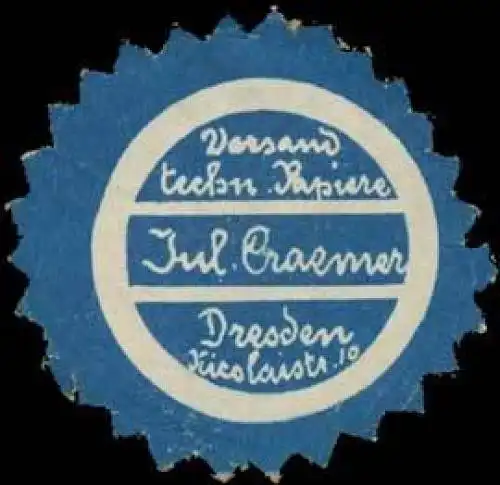 Versand
techn. Papiere
Jul. Craemer
Dresden
Nicolaistr. 10